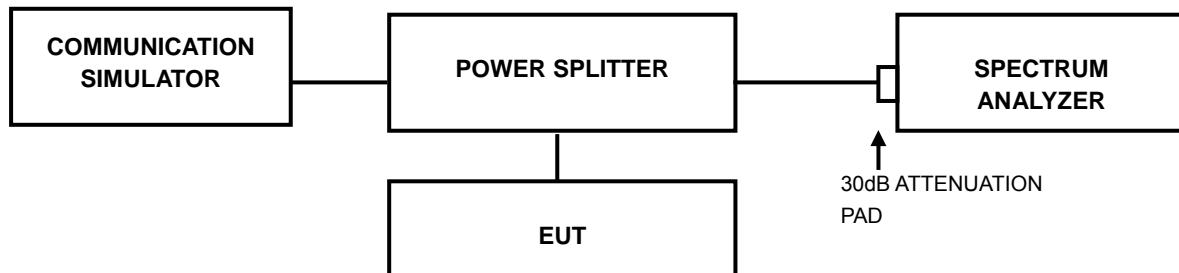 COMMUNICATION
SIMULATOR
POWER SPLITTER
SPECTRUM
ANALYZER
30dB ATTENUATION
PAD
EUT